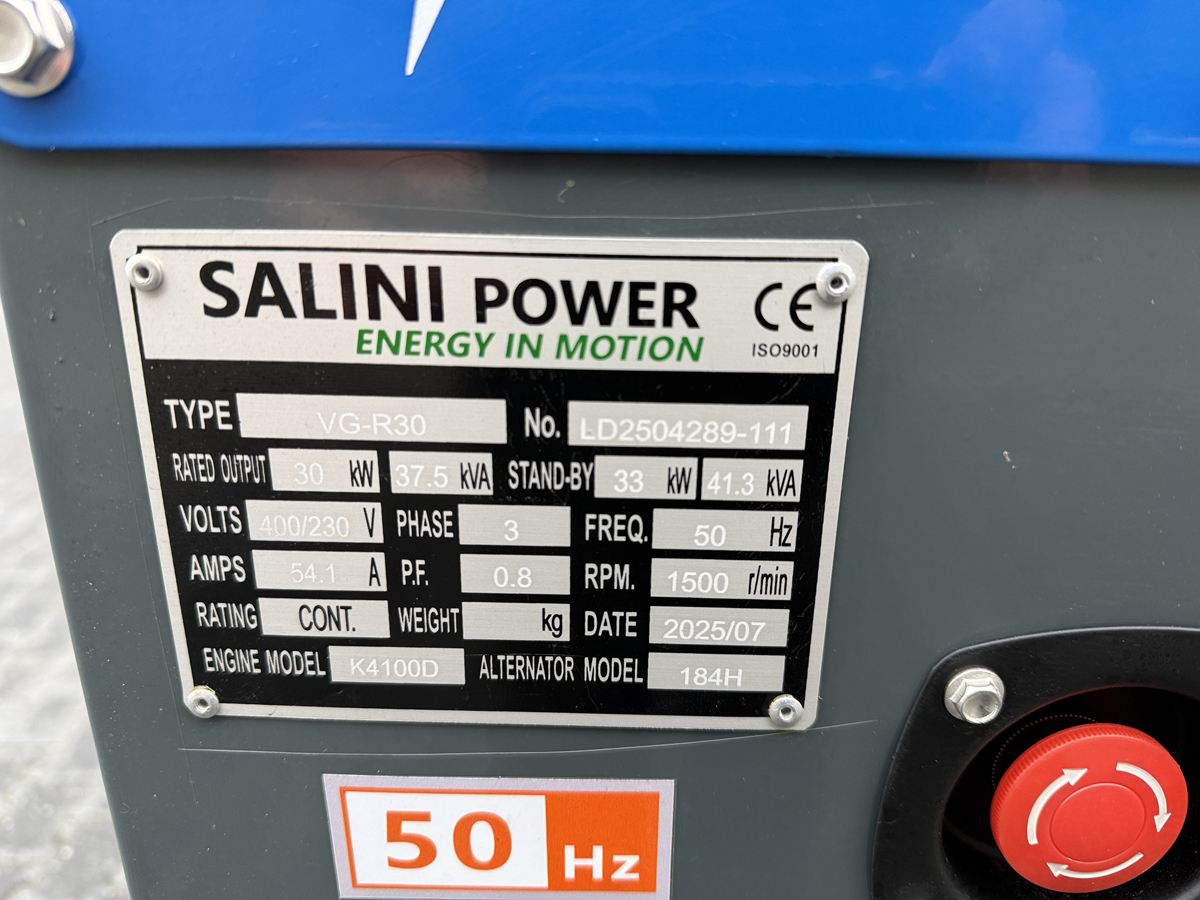 SALINI POWER
ENERGY IN MOTION
CE
ISO9001
TYPE VG-R30 No. LD2504289-111
RATED OUTPUT 30 kW 37.5 kVA STAND-BY 33 kW 41.3 kVA
VOLTS 400/230 V PHASE 3 FREQ. 50 Hz
AMPS 54.1 A P.F. 0.8 RPM. 1500 r/min
RATING CONT. WEIGHT kg DATE 2025/07
ENGINE MODEL K4100D ALTERNATOR MODEL 184H
50 Hz